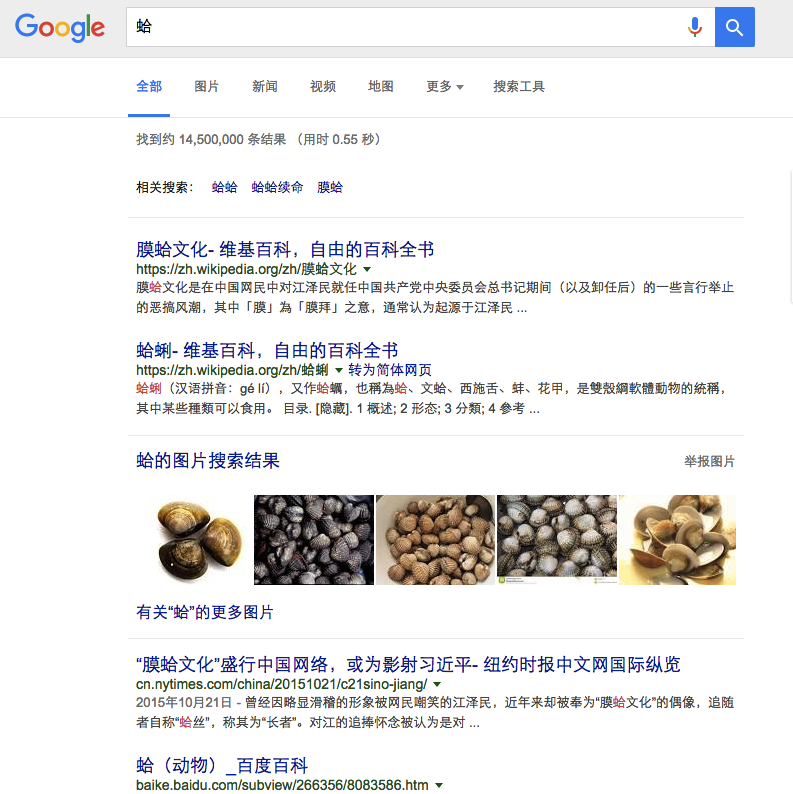 Google
蛤
全部 图片 新闻 视频 地图 更多 搜索工具
找到约 14,500,000 条结果 （用时 0.55 秒）
相关搜索： 蛤蛤 蛤蛤续命 膜蛤
膜蛤文化- 维基百科，自由的百科全书
https://zh.wikipedia.org/zh/膜蛤文化
膜蛤文化是在中国网民中对江泽民就任中国共产党中央委员会总书记期间（以及卸任后）的一些言行举止
的恶搞风潮，其中「膜」為「膜拜」之意，通常认为起源于江泽民 ...
蛤蜊- 维基百科，自由的百科全书
https://zh.wikipedia.org/zh/蛤蜊 转为简体网页
蛤蜊（汉语拼音：gé lí），又作蛤蠣，也稱為蛤、文蛤、西施舌、蚌、花甲，是雙殼綱軟體動物的統稱，
其中某些種類可以食用。 目录. [隐藏]. 1 概述; 2 形态; 3 分類; 4 參考 ...
蛤的图片搜索结果 举报图片
有关“蛤”的更多图片
“膜蛤文化”盛行中国网络，或为影射习近平- 纽约时报中文网国际纵览
cn.nytimes.com/china/20151021/c21sino-jiang/
2015年10月21日 - 曾经因略显滑稽的形象被网民嘲笑的江泽民，近年来却被奉为“膜蛤文化”的偶像，追随
者自称“蛤丝”，称其为“长者”。对江的追捧怀念被认为是对 ...
蛤（动物）_百度百科
baike.baidu.com/subview/266356/8083586.htm